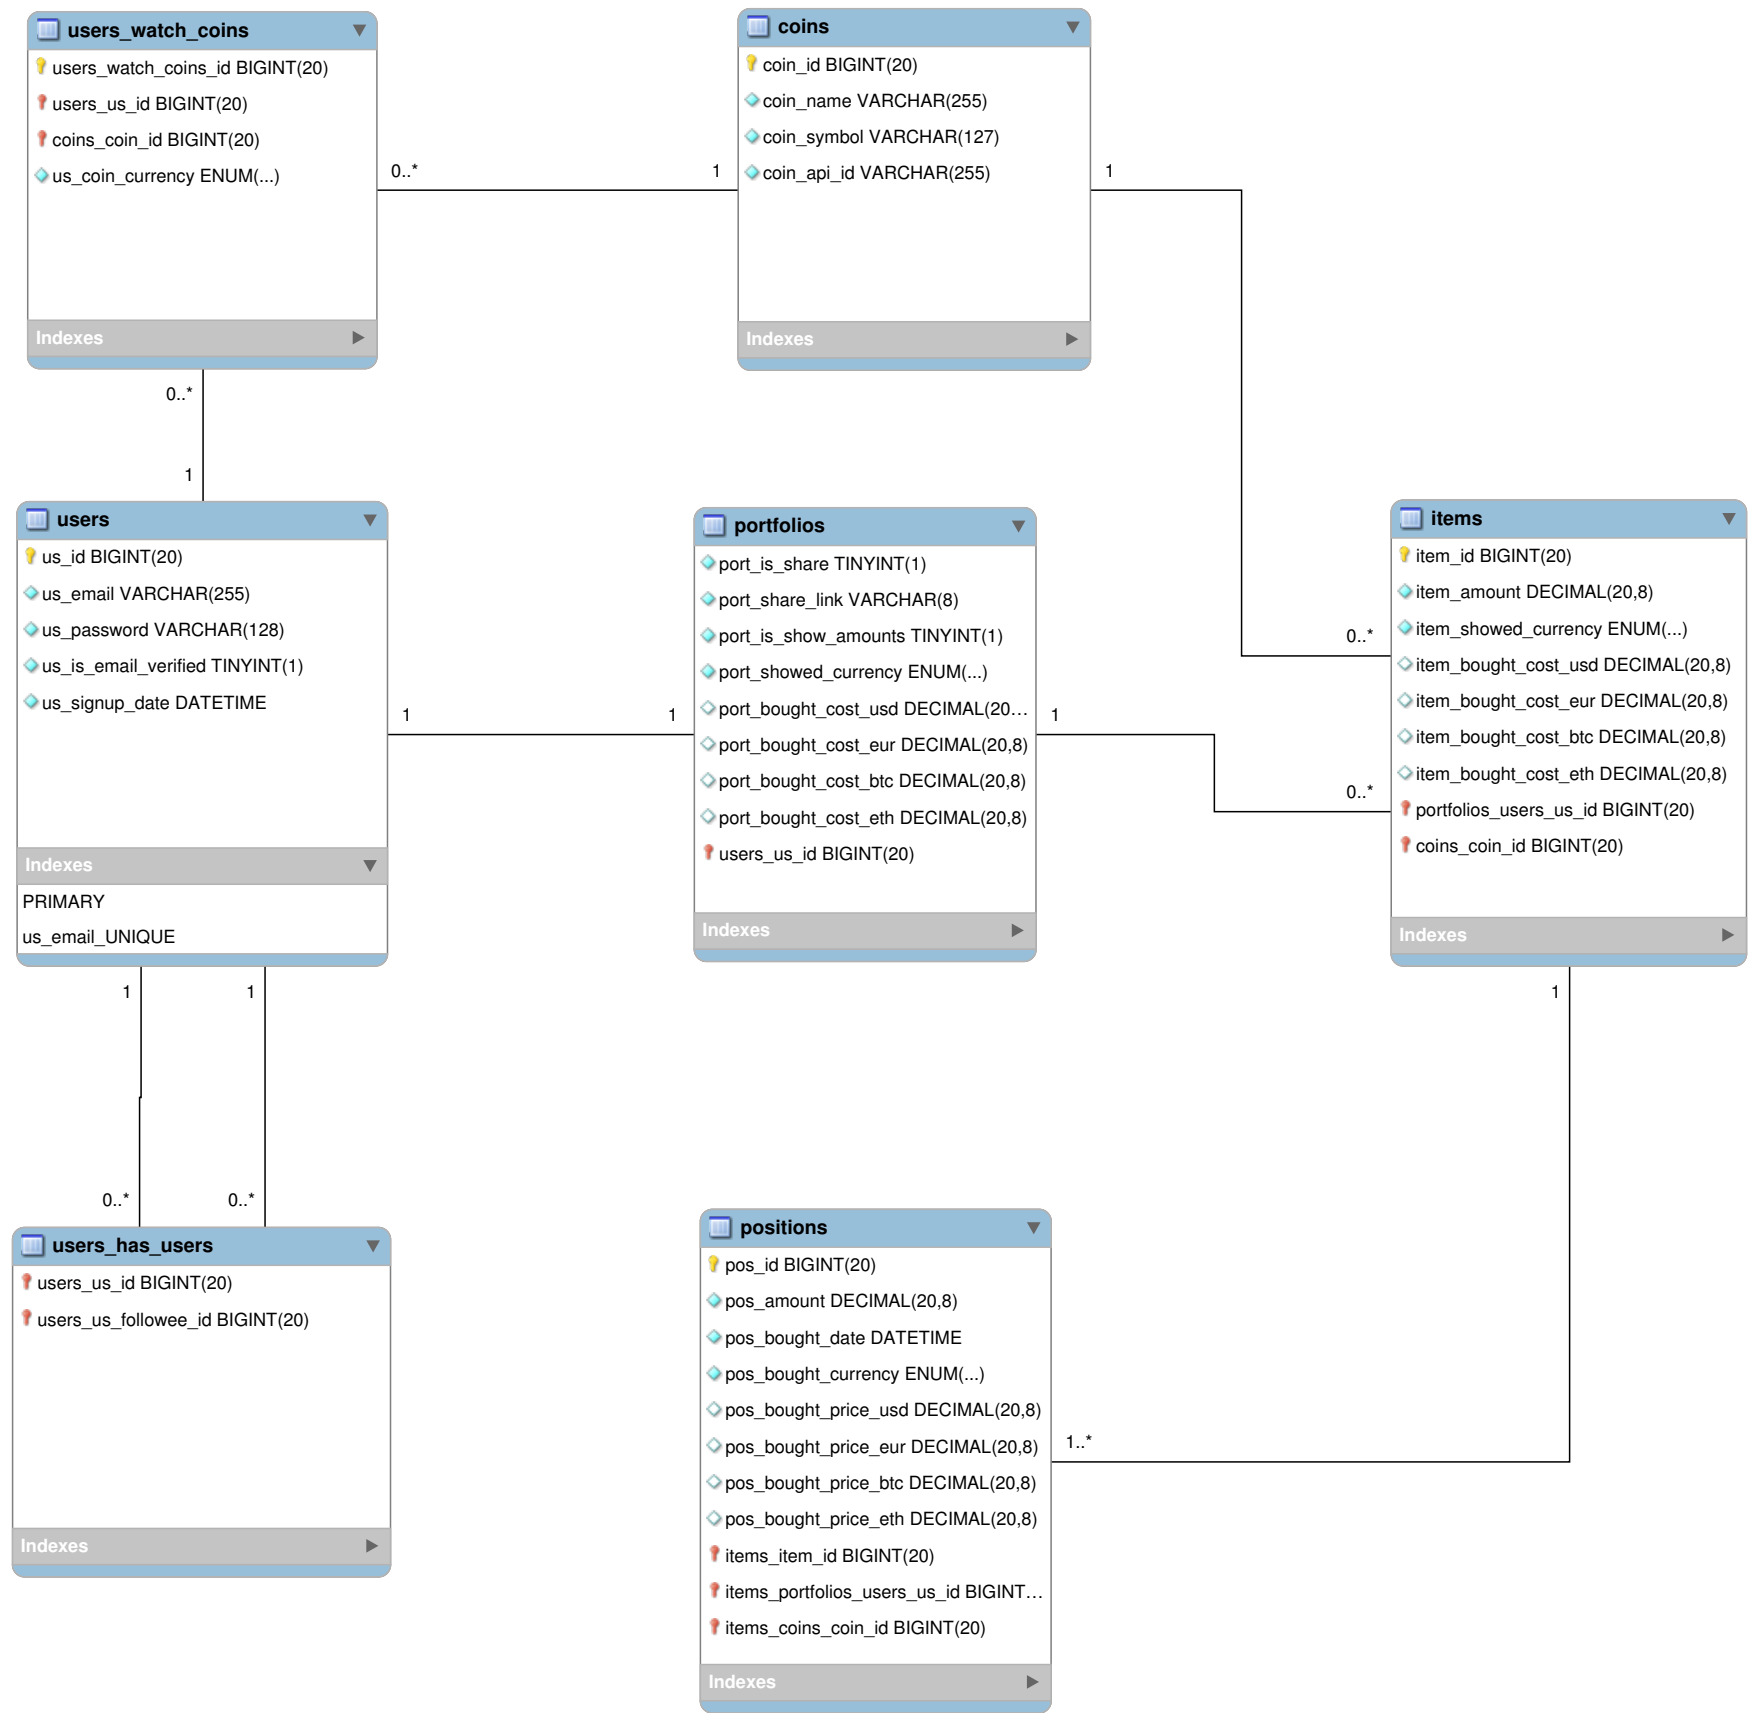 users_watch_coins
users_watch_coins_id BIGINT(20)
users_us_id BIGINT(20)
coins_coin_id BIGINT(20)
us_coin_currency ENUM(...)
Indexes
coins
coin_id BIGINT(20)
coin_name VARCHAR(255)
coin_symbol VARCHAR(127)
coin_api_id VARCHAR(255)
Indexes
0..*
1
1
0..*
1
users
us_id BIGINT(20)
us_email VARCHAR(255)
us_password VARCHAR(128)
us_is_email_verified TINYINT(1)
us_signup_date DATETIME
Indexes
PRIMARY
us_email_UNIQUE
1
1
portfolios
port_is_share TINYINT(1)
port_share_link VARCHAR(8)
port_is_show_amounts TINYINT(1)
port_showed_currency ENUM(...)
port_bought_cost_usd DECIMAL(20...
port_bought_cost_eur DECIMAL(20,8)
port_bought_cost_btc DECIMAL(20,8)
port_bought_cost_eth DECIMAL(20,8)
users_us_id BIGINT(20)
Indexes
1
0..*
0..*
items
item_id BIGINT(20)
item_amount DECIMAL(20,8)
item_showed_currency ENUM(...)
item_bought_cost_usd DECIMAL(20,8)
item_bought_cost_eur DECIMAL(20,8)
item_bought_cost_btc DECIMAL(20,8)
item_bought_cost_eth DECIMAL(20,8)
portfolios_users_us_id BIGINT(20)
coins_coin_id BIGINT(20)
Indexes
1
1
1
0..*
0..*
users_has_users
users_us_id BIGINT(20)
users_us_followee_id BIGINT(20)
Indexes
positions
pos_id BIGINT(20)
pos_amount DECIMAL(20,8)
pos_bought_date DATETIME
pos_bought_currency ENUM(...)
pos_bought_price_usd DECIMAL(20,8)
pos_bought_price_eur DECIMAL(20,8)
pos_bought_price_btc DECIMAL(20,8)
pos_bought_price_eth DECIMAL(20,8)
items_item_id BIGINT(20)
items_portfolios_users_us_id BIGINT...
items_coins_coin_id BIGINT(20)
Indexes
1..*